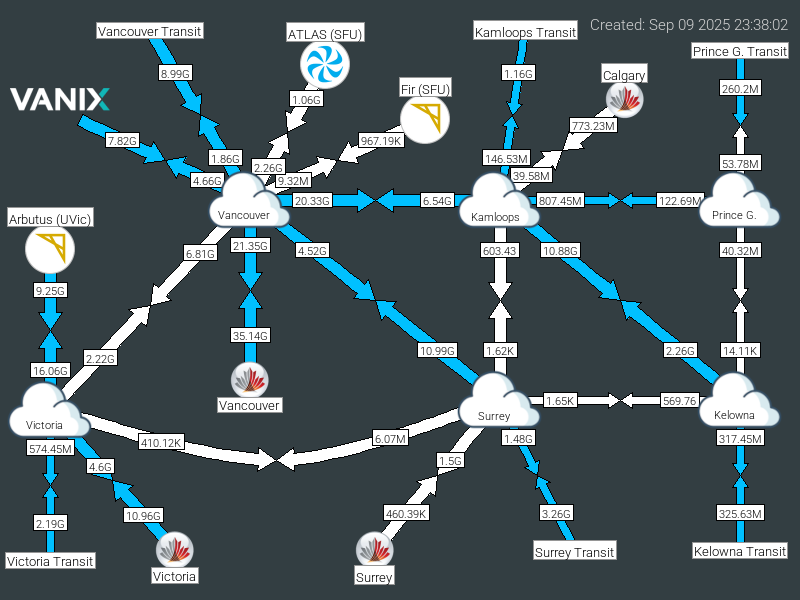 Created: Sep 09 2025 23:38:02
Vancouver Transit
ATLAS (SFU)
Kamloops Transit
Prince G. Transit
8.99G
1.16G
Calgary
260.2M
VANIX
1.06G
Fir (SFU)
7.82G
967.19K
773.23M
1.86G
2.26G
146.53M
53.78M
4.66G
9.32M
39.58M
20.33G
6.54G
807.45M
122.69M
Arbutus (UVic)
Vancouver
Kamloops
Prince G.
6.81G
21.35G
4.52G
603.43
10.88G
40.32M
9.25G
35.14G
2.22G
10.99G
1.62K
2.26G
14.11K
16.06G
Vancouver
1.65K
569.76
Victoria
Surrey
Kelowna
574.45M
410.12K
6.07M
1.48G
317.45M
4.6G
1.5G
2.19G
10.96G
460.39K
3.26G
325.63M
Victoria Transit
Victoria
Surrey
Surrey Transit
Kelowna Transit